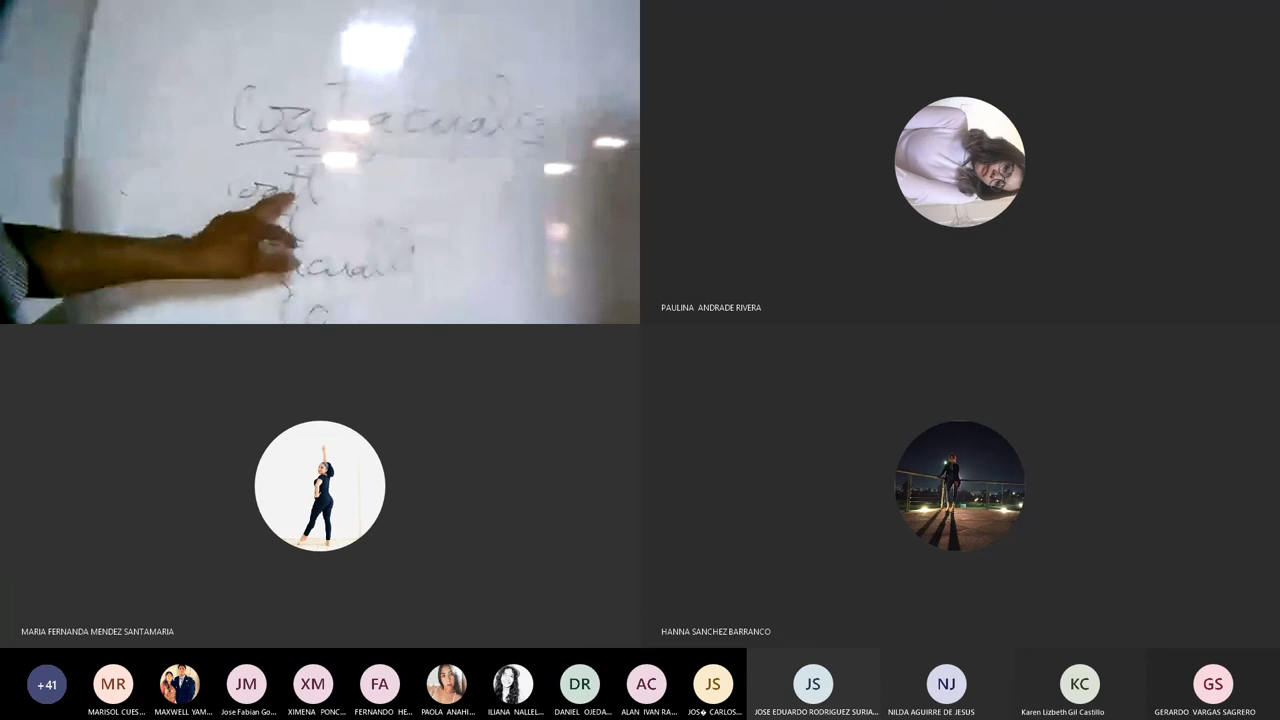 PAULINA ANDRADE RIVERA
MARIA FERNANDA MENDEZ SANTAMARIA
HANNA SANCHEZ BARRANCO
+41
MR
JM
XM
FA
DR
AC
JS
JS
NJ
KC
GS
MARISOL CUES...
MAXWELL YAM...
Jose Fabian Go...
XIMENA PONC...
FERNANDO HE...
PAOLA ANAHI...
ILIANA NALLEL...
DANIEL OJEDA...
ALAN IVAN RA...
JOS� CARLOS...
JOSE EDUARDO RODRIGUEZ SURIA...
NILDA AGUIRRE DE JESUS
Karen Lizbeth Gil Castillo
GERARDO VARGAS SAGRERO